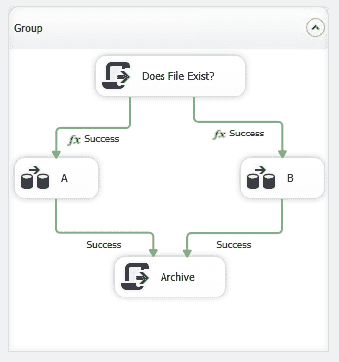 Group
Does File Exist?
fx Success
fx Success
A
B
Success
Success
Archive